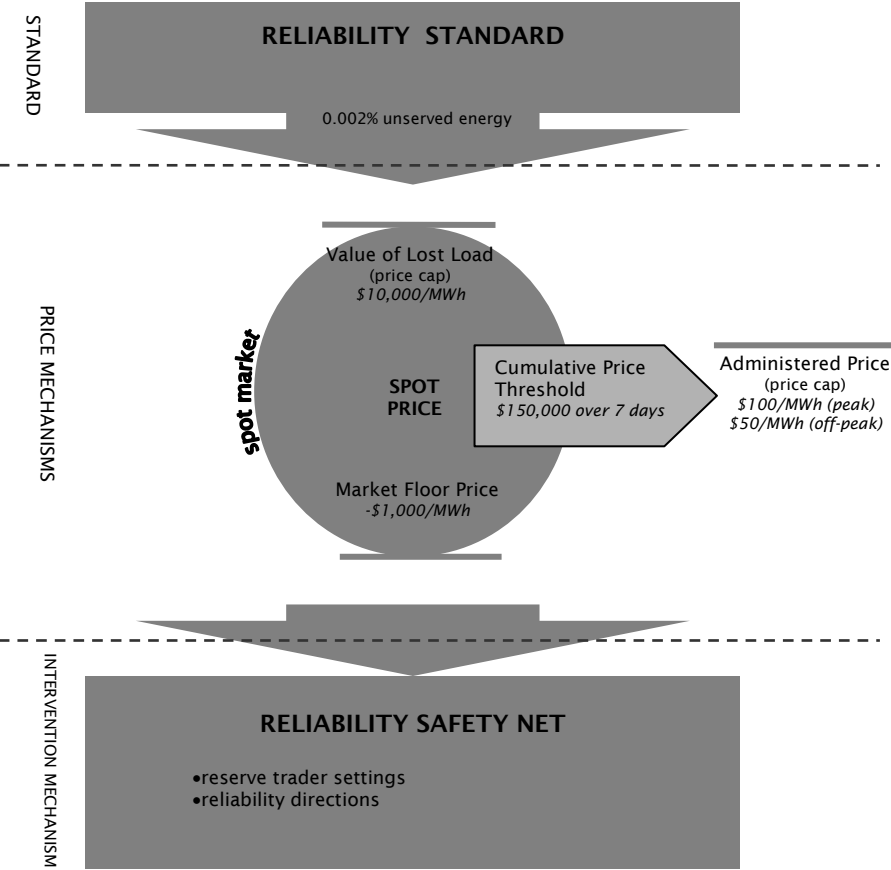 STANDARD
RELIABILITY STANDARD
0.002% unserved energy
PRICE MECHANISMS
spot market
Value of Lost Load
(price cap)
$10,000/MWh
SPOT
PRICE
Cumulative Price
Threshold
$150,000 over 7 days
Administered Price
(price cap)
$100/MWh (peak)
$50/MWh (off-peak)
Market Floor Price
-$1,000/MWh
INTERVENTION MECHANISM
RELIABILITY SAFETY NET
•reserve trader settings
•reliability directions